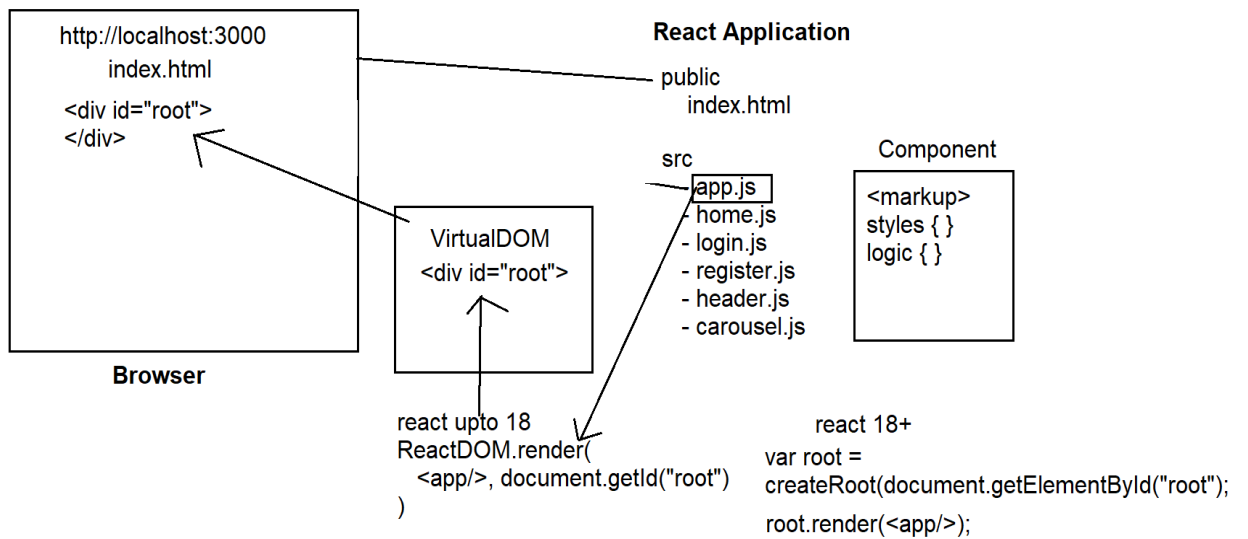 http://localhost:3000
index.html
<div id="root">
</div>
Browser
VirtualDOM
<div id="root">
react upto 18
ReactDOM.render(
<app/>, document.getId("root")
)
React Application
public
index.html
src
- app.js
- home.js
- login.js
- register.js
- header.js
- carousel.js
Component
<markup>
styles { }
logic { }
react 18+
var root =
createRoot(document.getElementById("root");
root.render(<app/>);